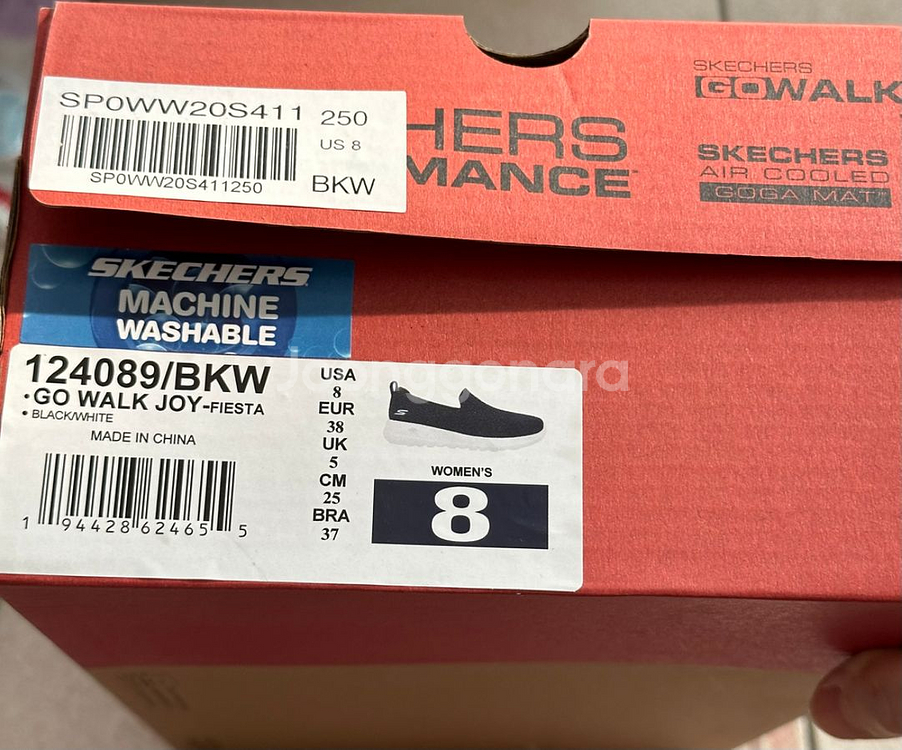 SP0WW20S411 250
US 8
SP0WW20S411250
BKW
HERS
MANCE
SKECHERS
GOWALK
SKECHERS
AIR COOLED
GOGA MAT
SKECHERS
MACHINE
WASHABLE
124089/BKW
•GO WALK JOY-FIESTA
• BLACK/WHITE
MADE IN CHINA
1 94428 62465 5
USA
8
EUR
38
UK
5
CM
25
BRA
37
WOMEN'S
8
Joonggonara